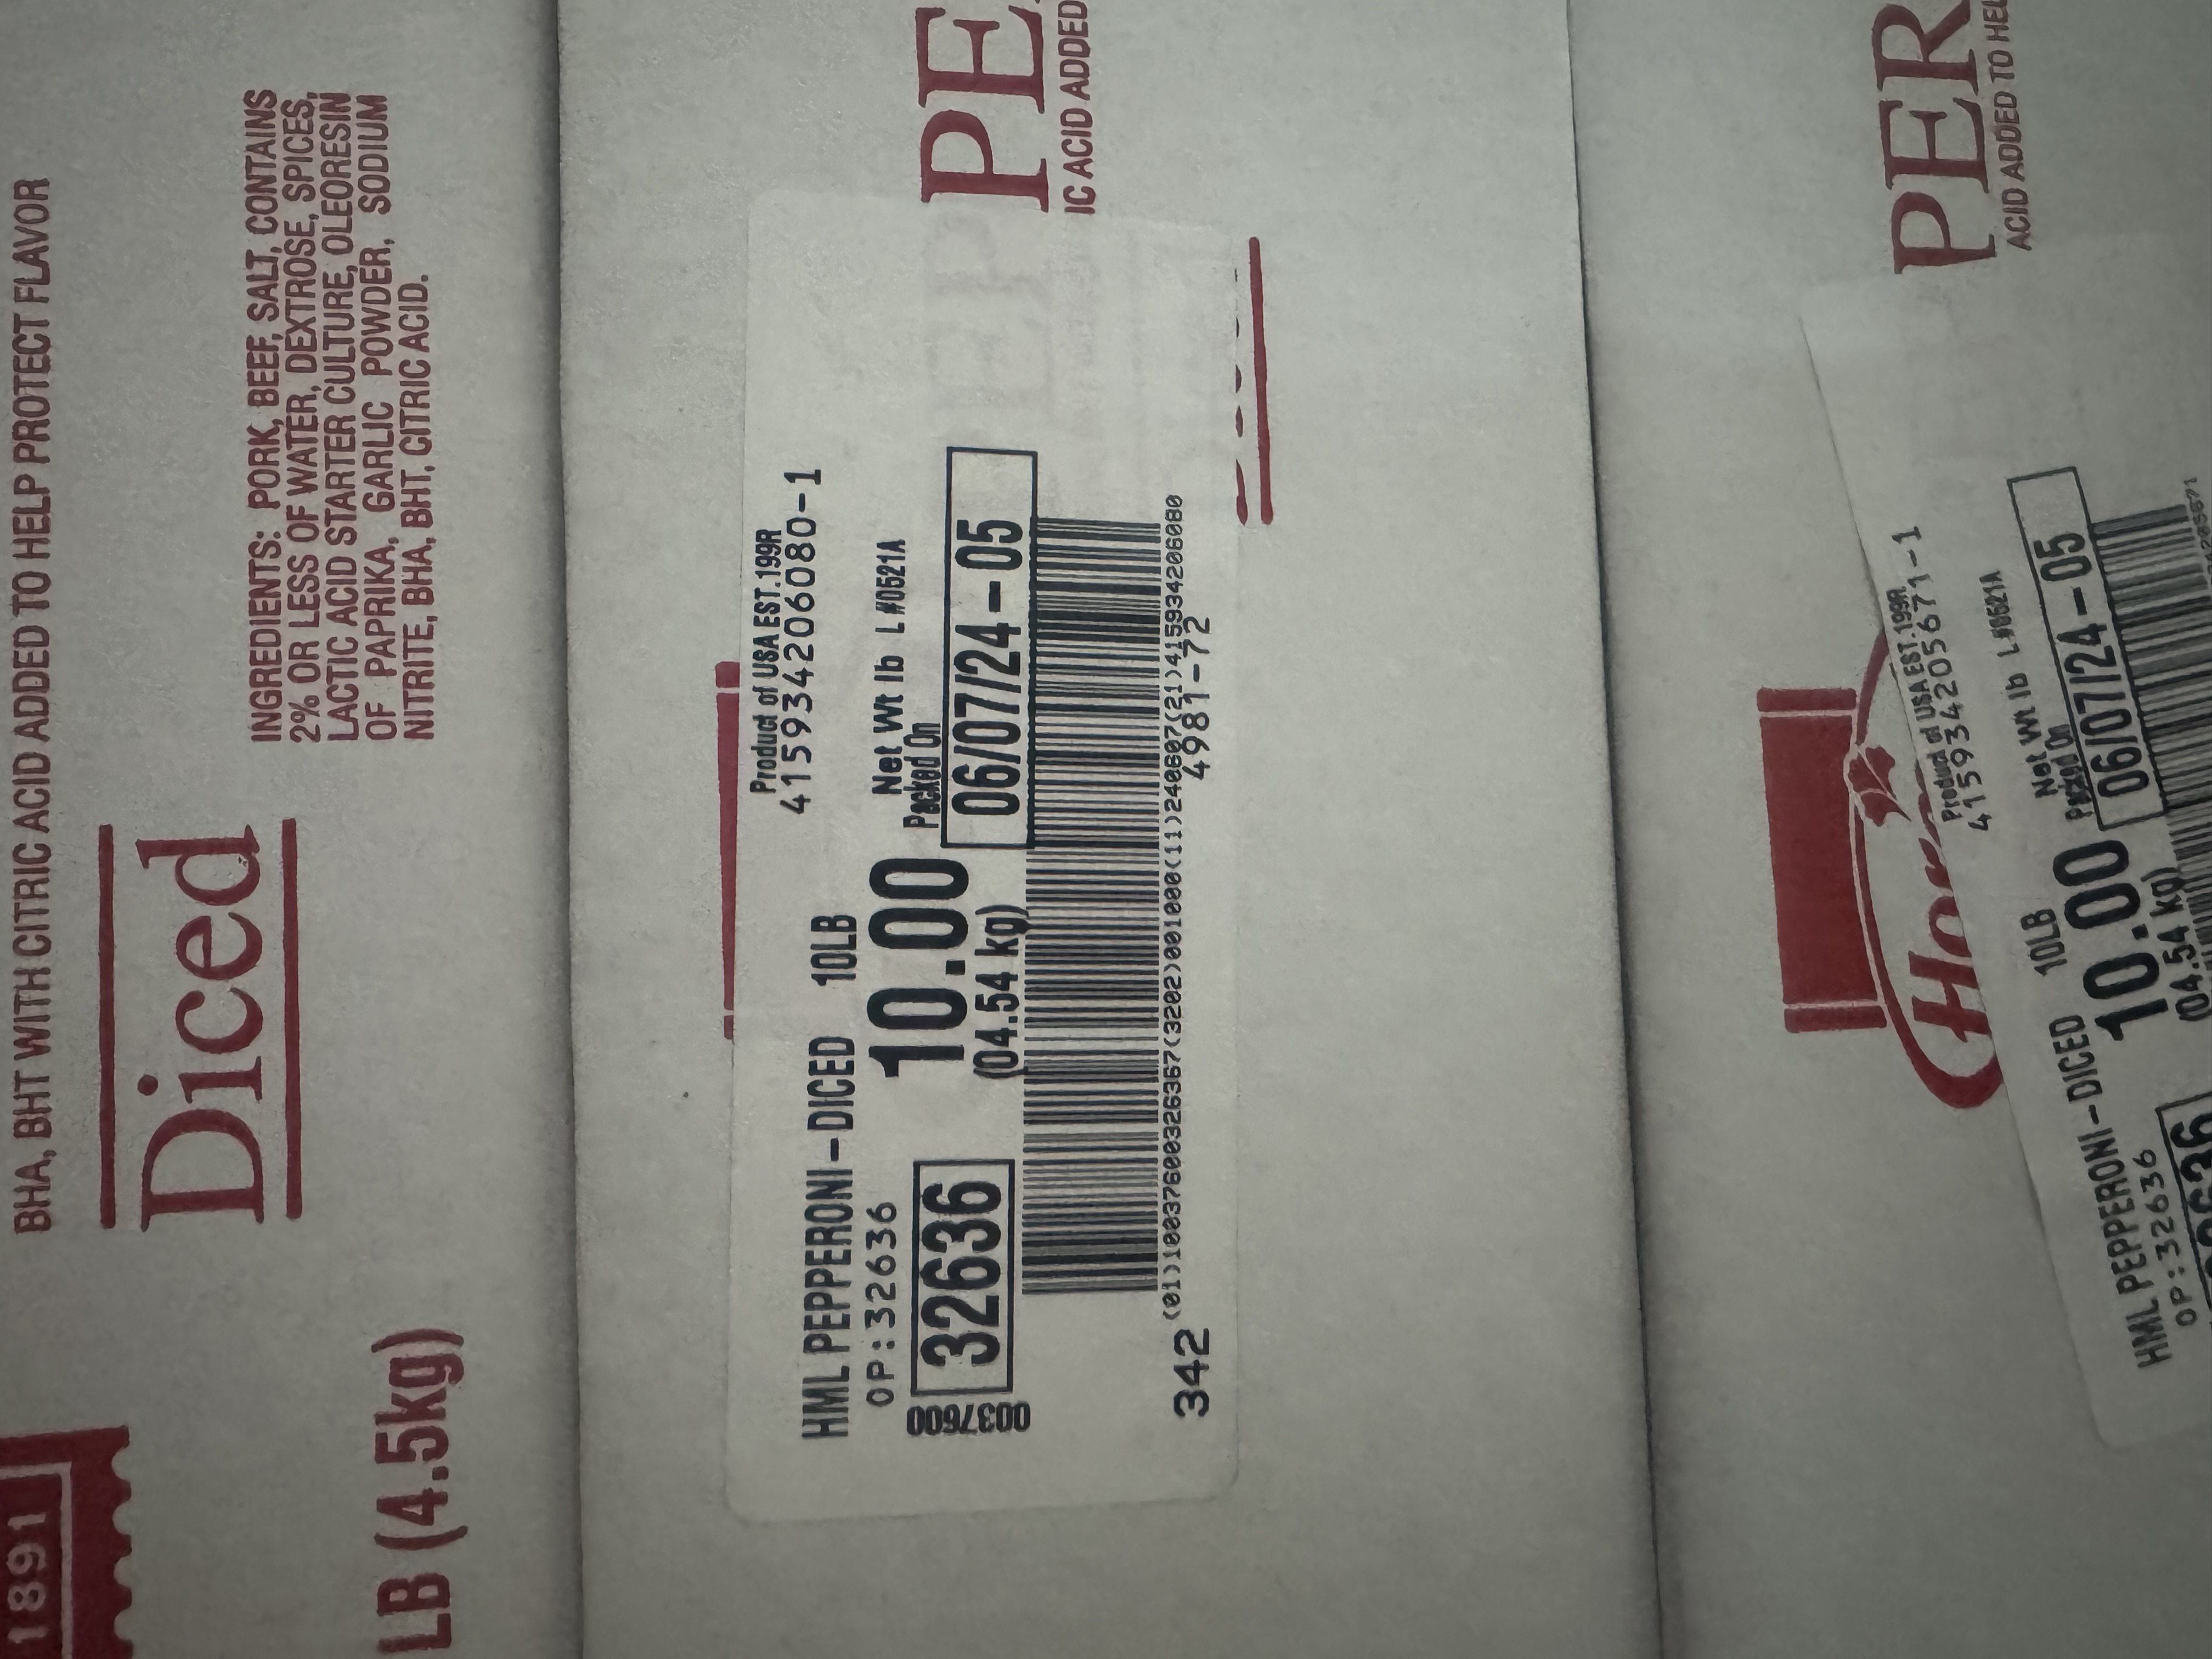 BHA, BHT WITH CITRIC ACID ADDED TO HELP PROTECT FLAVOR
Diced
INGREDIENTS: PORK, BEEF, SALT, CONTAINS
2% OR LESS OF WATER, DEXTROSE, SPICES,
LACTIC ACID STARTER CULTURE, OLEORESIN
OF PAPRIKA, GARLIC POWDER, SODIUM
NITRITE, BHA, BHT, CITRIC ACID.
1891
LB (4.5kg)
PE
IC ACID ADDED
Product of USA EST.199R
415934206080-1
HML PEPPERONI-DICED 10LB
OP:32636
Net Wt lb L#0521A
Packed On
10.00
06/07/24-05
(04.54 kg)
32636
0037600
(01)10037600326367(3202)001000(11)240607(21)415934206080
342
4981-72
PER
ACID ADDED TO HEL
Product of USA EST.199R
415934205671-1
HML PEPPERONI-DICED 10LB
OP:32636
Net Wt lb L#0521A
Packed On
10.00
06/07/24-05
(04.54 kg)